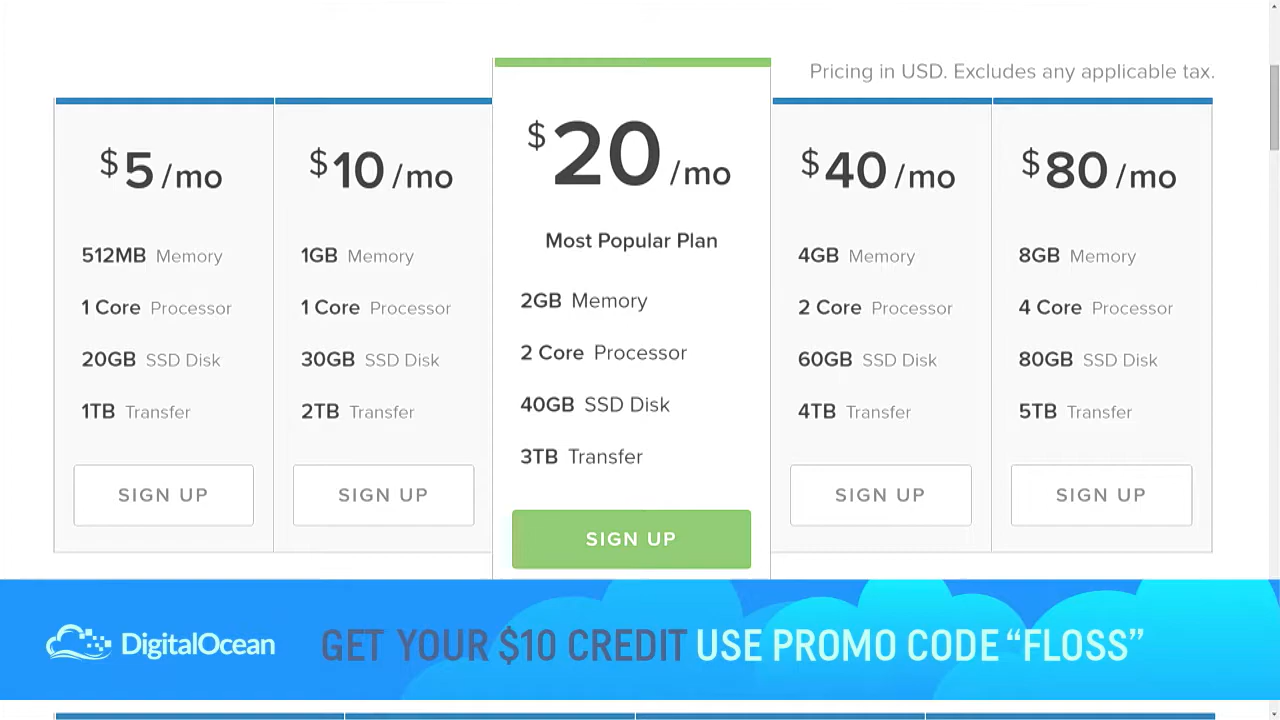 Pricing in USD. Excludes any applicable tax.
$5/mo
512MB Memory
1 Core Processor
20GB SSD Disk
1TB Transfer
SIGN UP
$10/mo
1GB Memory
1 Core Processor
30GB SSD Disk
2TB Transfer
SIGN UP
$20/mo
Most Popular Plan
2GB Memory
2 Core Processor
40GB SSD Disk
3TB Transfer
SIGN UP
$40/mo
4GB Memory
2 Core Processor
60GB SSD Disk
4TB Transfer
SIGN UP
$80/mo
8GB Memory
4 Core Processor
80GB SSD Disk
5TB Transfer
SIGN UP
DigitalOcean
GET YOUR $10 CREDIT USE PROMO CODE “FLOSS”